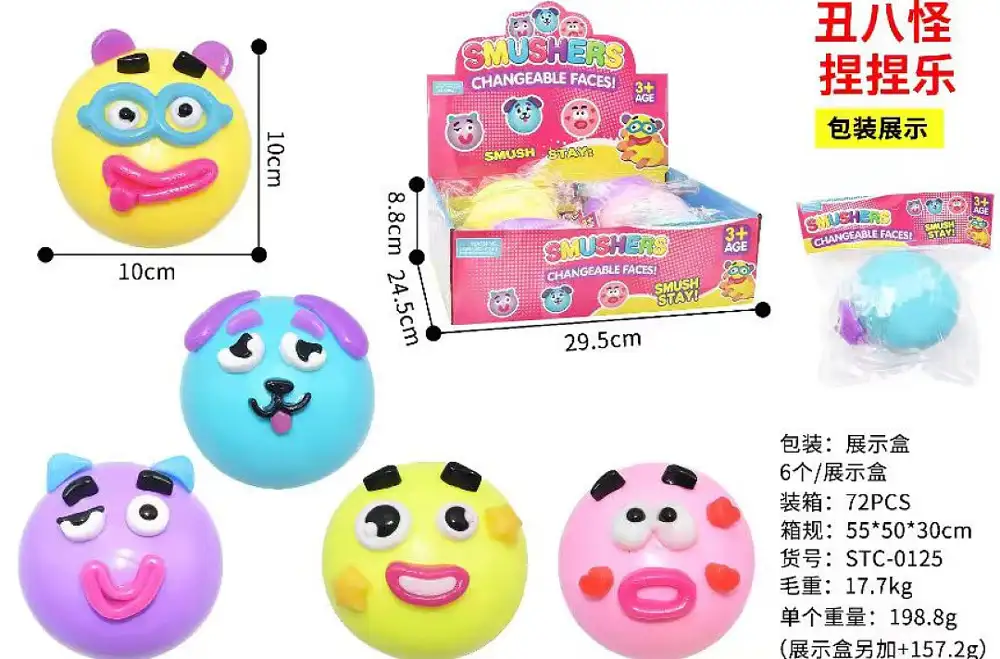 丑八怪
捏捏乐
包装展示
SMUSHERS
CHANGEABLE FACES!
3+
AGE
SMUSH STAY!
10cm
10cm
8.8cm
24.5cm
29.5cm
SMUSHERS
CHANGEABLE FACES!
3+
AGE
SMUSH
STAY!
SMUSHERS
CHANGEABLE FACES!
3+
AGE
SMUSH
STAY!
包装：展示盒
6个/展示盒
装箱：72PCS
箱规：55*50*30cm
货号：STC-0125
毛重：17.7kg
单个重量：198.8g
(展示盒另加+157.2g)